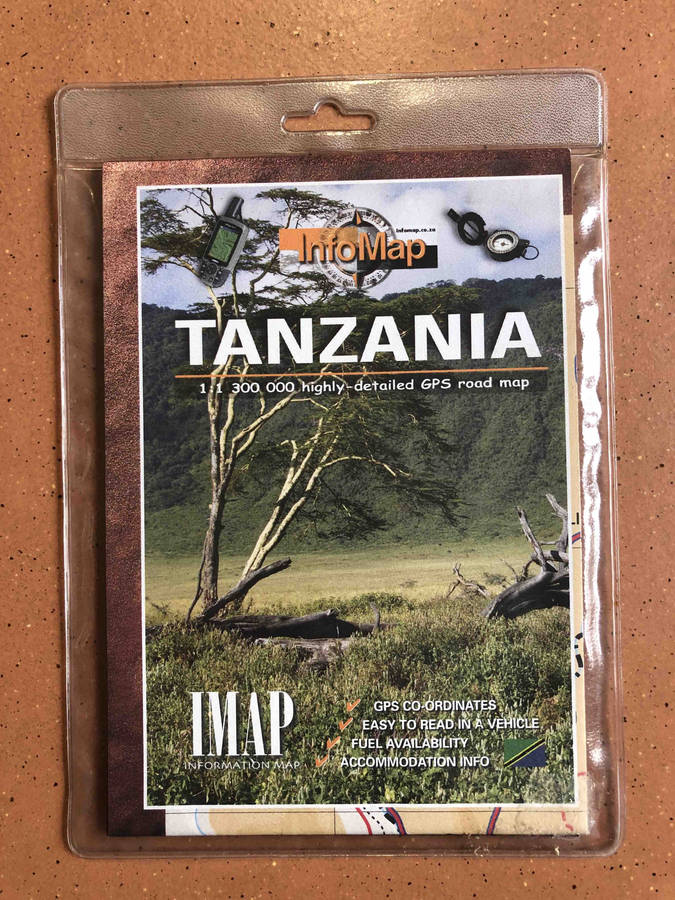 infomap.co.za
InfoMap
TANZANIA
1:1 300 000 highly-detailed GPS road map
IMAP
INFORMATION MAP
GPS CO-ORDINATES
EASY TO READ IN A VEHICLE
FUEL AVAILABILITY
ACCOMMODATION INFO